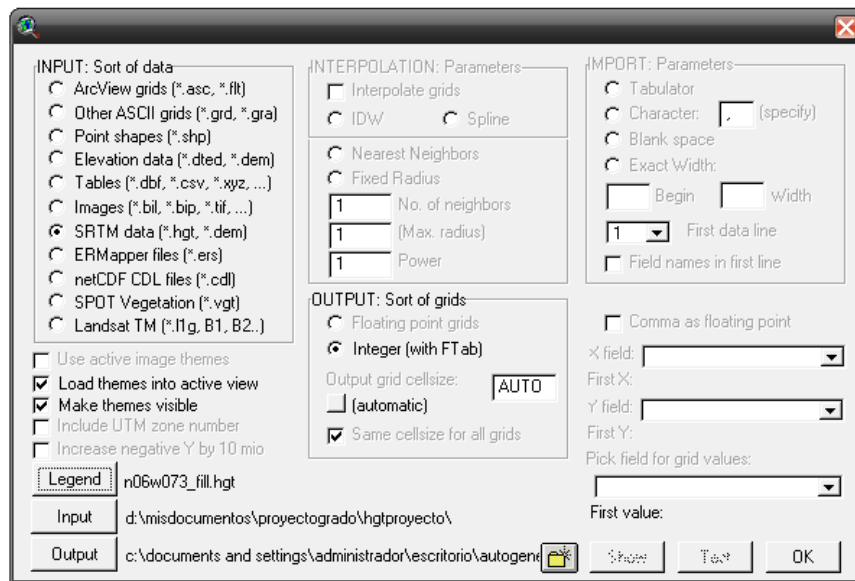 INPUT: Sort of data
ArcView grids (*.asc, *.flt)
Other ASCII grids (*.grd, *.gra)
Point shapes (*.shp)
Elevation data (*.dted, *.dem)
Tables (*.dbf, *.csv, *.xyz, ...)
Images (*.bil, *.bip, *.tif, ...)
SRTM data (*.hgt, *.dem)
ERMapper files (*.ers)
netCDF CDL files (*.cdl)
SPOT Vegetation (*.vgt)
Landsat TM (*.l1g, B1, B2..)
Use active image themes
Load themes into active view
Make themes visible
Include UTM zone number
Increase negative Y by 10 mio
Legend n06w073_fill.hgt
Input d:\misdocumentos\proyectogrado\hgtproyecto\
Output c:\documents and settings\administrador\escritorio\autogene
INTERPOLATION: Parameters
Interpolate grids
IDW Spline
Nearest Neighbors
Fixed Radius
1 No. of neighbors
1 (Max. radius)
1 Power
OUTPUT: Sort of grids
Floating point grids
Integer (with FTab)
Output grid cellsize: AUTO
(automatic)
Same cellsize for all grids
IMPORT: Parameters
Tabulator
Character: , (specify)
Blank space
Exact Width:
Begin Width
1 First data line
Field names in first line
Comma as floating point
X field:
First X:
Y field:
First Y:
Pick field for grid values:
First value:
Show Test OK